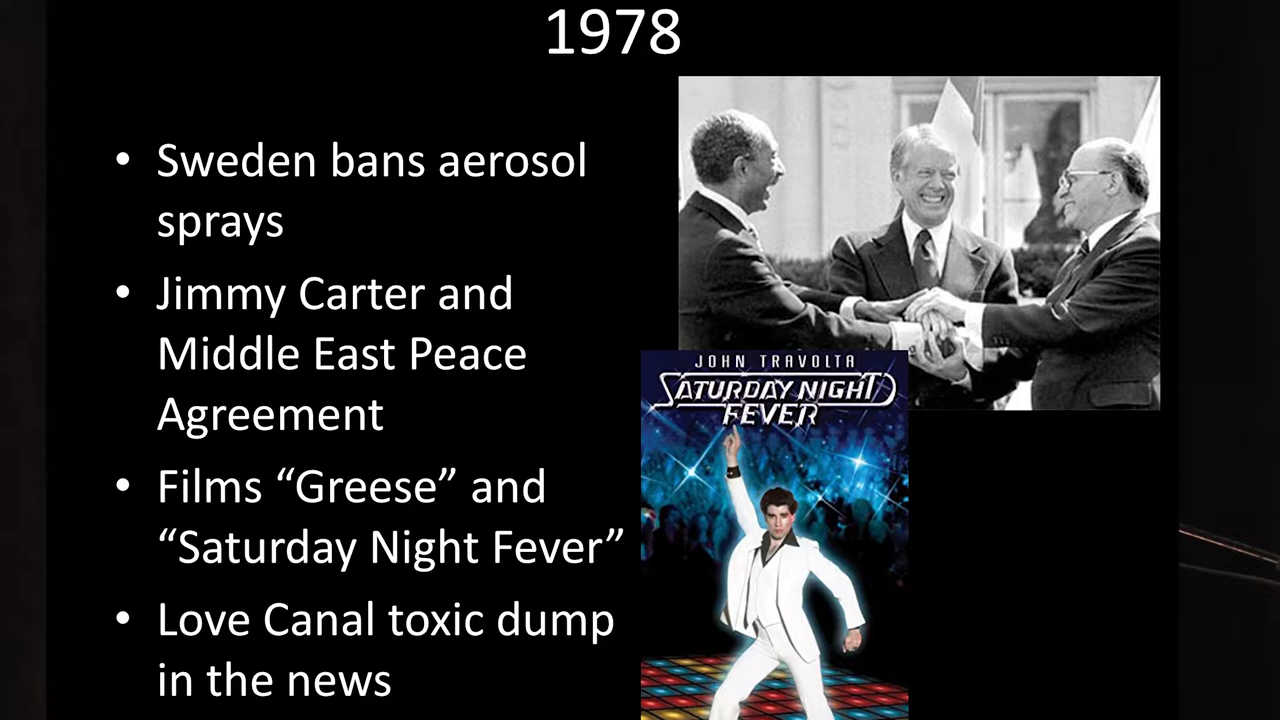 1978
• Sweden bans aerosol
sprays
• Jimmy Carter and
Middle East Peace
Agreement
• Films “Greese” and
“Saturday Night Fever”
• Love Canal toxic dump
in the news
JOHN TRAVOLTA
SATURDAY NIGHT
FEVER